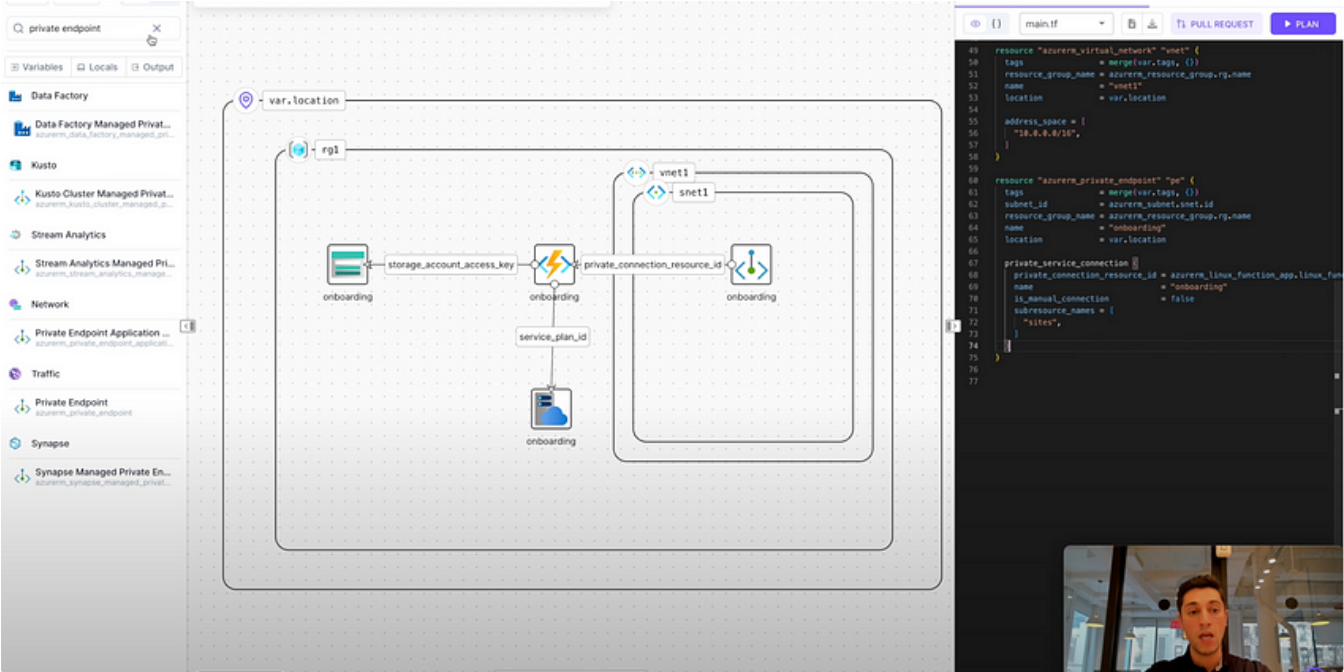 private endpoint
Variables
Locals
Output
Data Factory
Data Factory Managed Privat...
azurerm_data_factory_managed_pri...
Kusto
Kusto Cluster Managed Privat...
azurerm_kusto_cluster_managed_p...
Stream Analytics
Stream Analytics Managed Pri...
azurerm_stream_analytics_manage...
Network
Private Endpoint Application ...
azurerm_private_endpoint_applicati...
Traffic
Private Endpoint
azurerm_private_endpoint
Synapse
Synapse Managed Private En...
azurerm_synapse_managed_privat...
var.location
rg1
vnet1
snet1
storage_account_access_key
private_connection_resource_id
onboarding
onboarding
onboarding
service_plan_id
onboarding
{}
main.tf
PULL REQUEST
PLAN
49 resource "azurerm_virtual_network" "vnet" {
50 tags = merge(var.tags, {})
51 resource_group_name = azurerm_resource_group.rg.name
52 name = "vnet1"
53 location = var.location
54
55 address_space = [
56 "10.0.0.0/16",
57 ]
58 }
59
60 resource "azurerm_private_endpoint" "pe" {
61 tags = merge(var.tags, {})
62 subnet_id = azurerm_subnet.snet.id
63 resource_group_name = azurerm_resource_group.rg.name
64 name = "onboarding"
65 location = var.location
66
67 private_service_connection {
68 private_connection_resource_id = azurerm_linux_function_app.linux_fun
69 name = "onboarding"
70 is_manual_connection = false
71 subresource_names = [
72 "sites",
73 ]
74 }
75 }
76
77